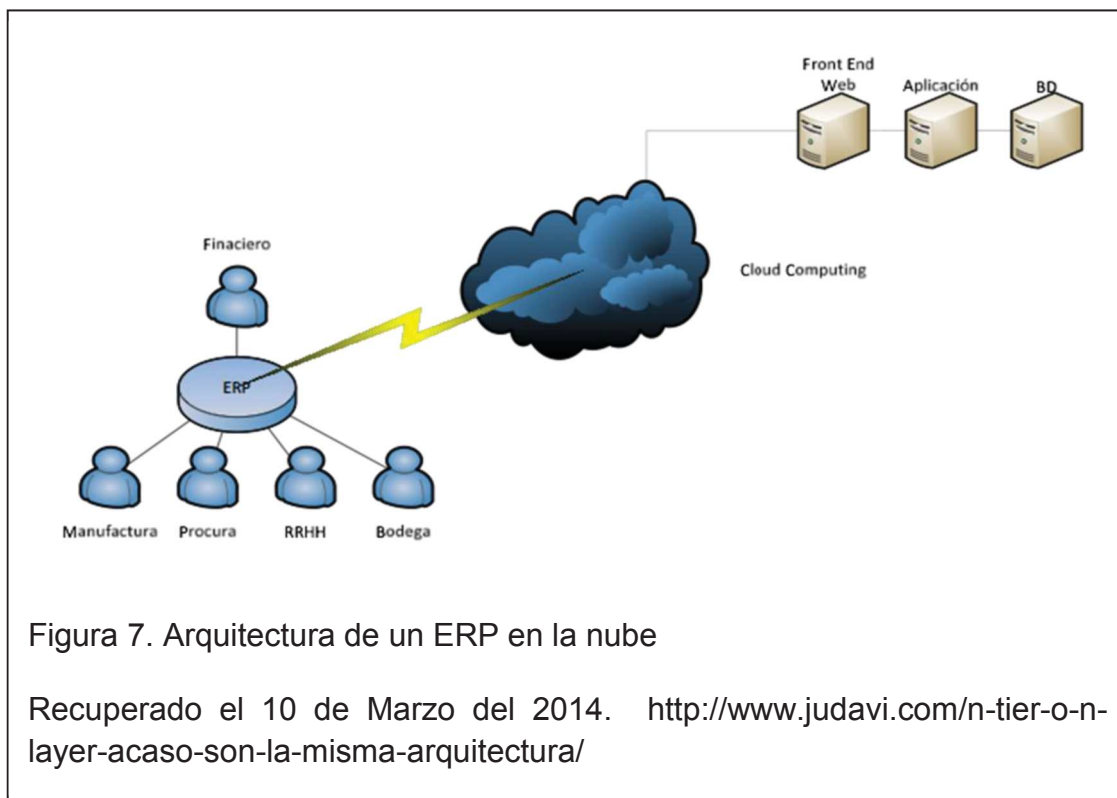 Front End
Web
Aplicación
BD
Cloud Computing
Finaciero
ERP
Manufactura
Procura
RRHH
Bodega
Figura 7. Arquitectura de un ERP en la nube
Recuperado el 10 de Marzo del 2014. http://www.judavi.com/n-tier-o-n-
layer-acaso-son-la-misma-arquitectura/